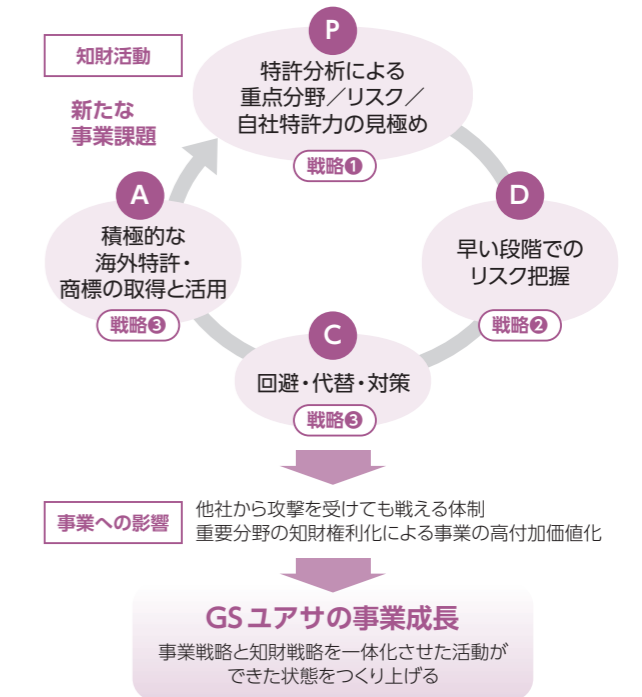 知財活動
新たな
事業課題
P
特許分析による
重点分野／リスク／
自社特許力の見極め
戦略❶
D
早い段階での
リスク把握
戦略❷
C
回避・代替・対策
戦略❸
A
積極的な
海外特許・
商標の取得と活用
戦略❸
事業への影響
他社から攻撃を受けても戦える体制
重要分野の知財権利化による事業の高付加価値化
GSユアサの事業成長
事業戦略と知財戦略を一体化させた活動が
できた状態をつくり上げる